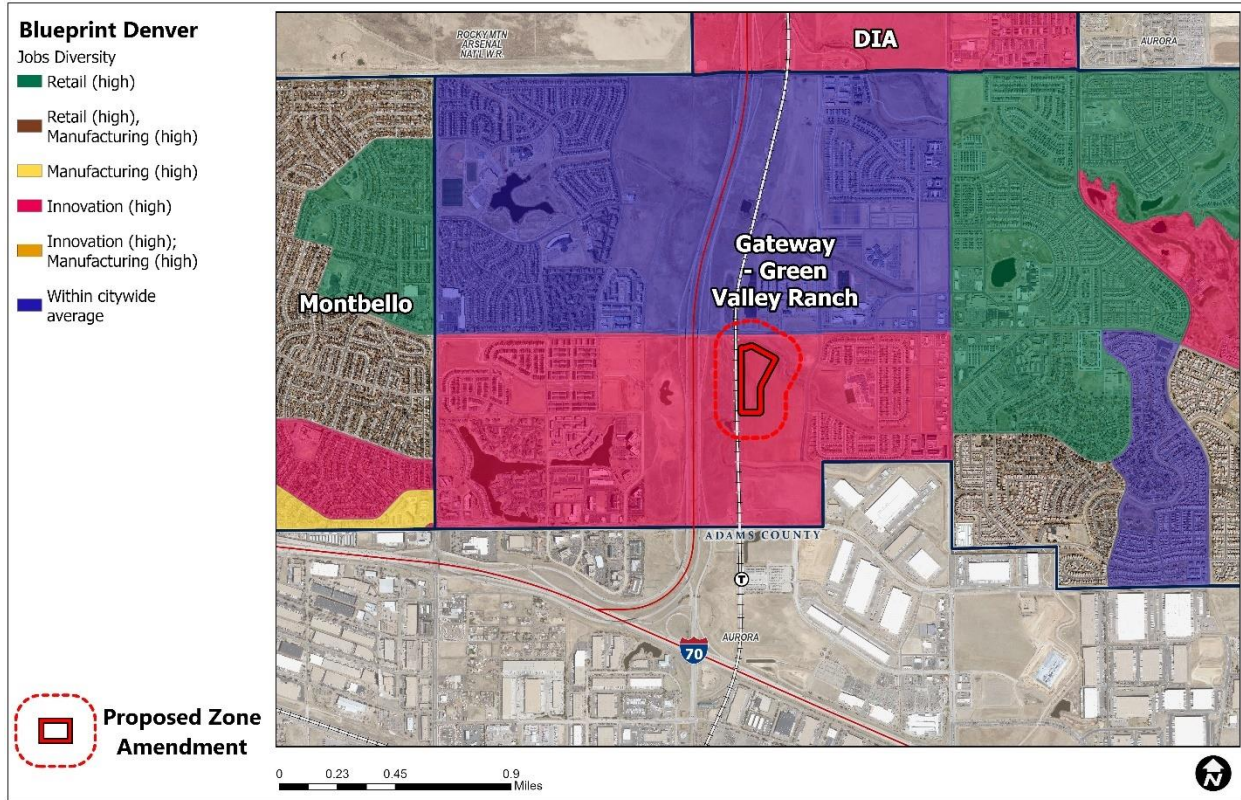 Blueprint Denver
Jobs Diversity
Retail (high)
Retail (high),
Manufacturing (high)
Manufacturing (high)
Innovation (high)
Innovation (high);
Manufacturing (high)
Within citywide
average
Proposed Zone
Amendment
ROCKY MTN
ARSENAL
NAT'L W.R.
DIA
AURORA
Gateway
- Green
Valley Ranch
Montbello
ADAMS COUNTY
T
AURORA
70
0 0.23 0.45 0.9
Miles
N